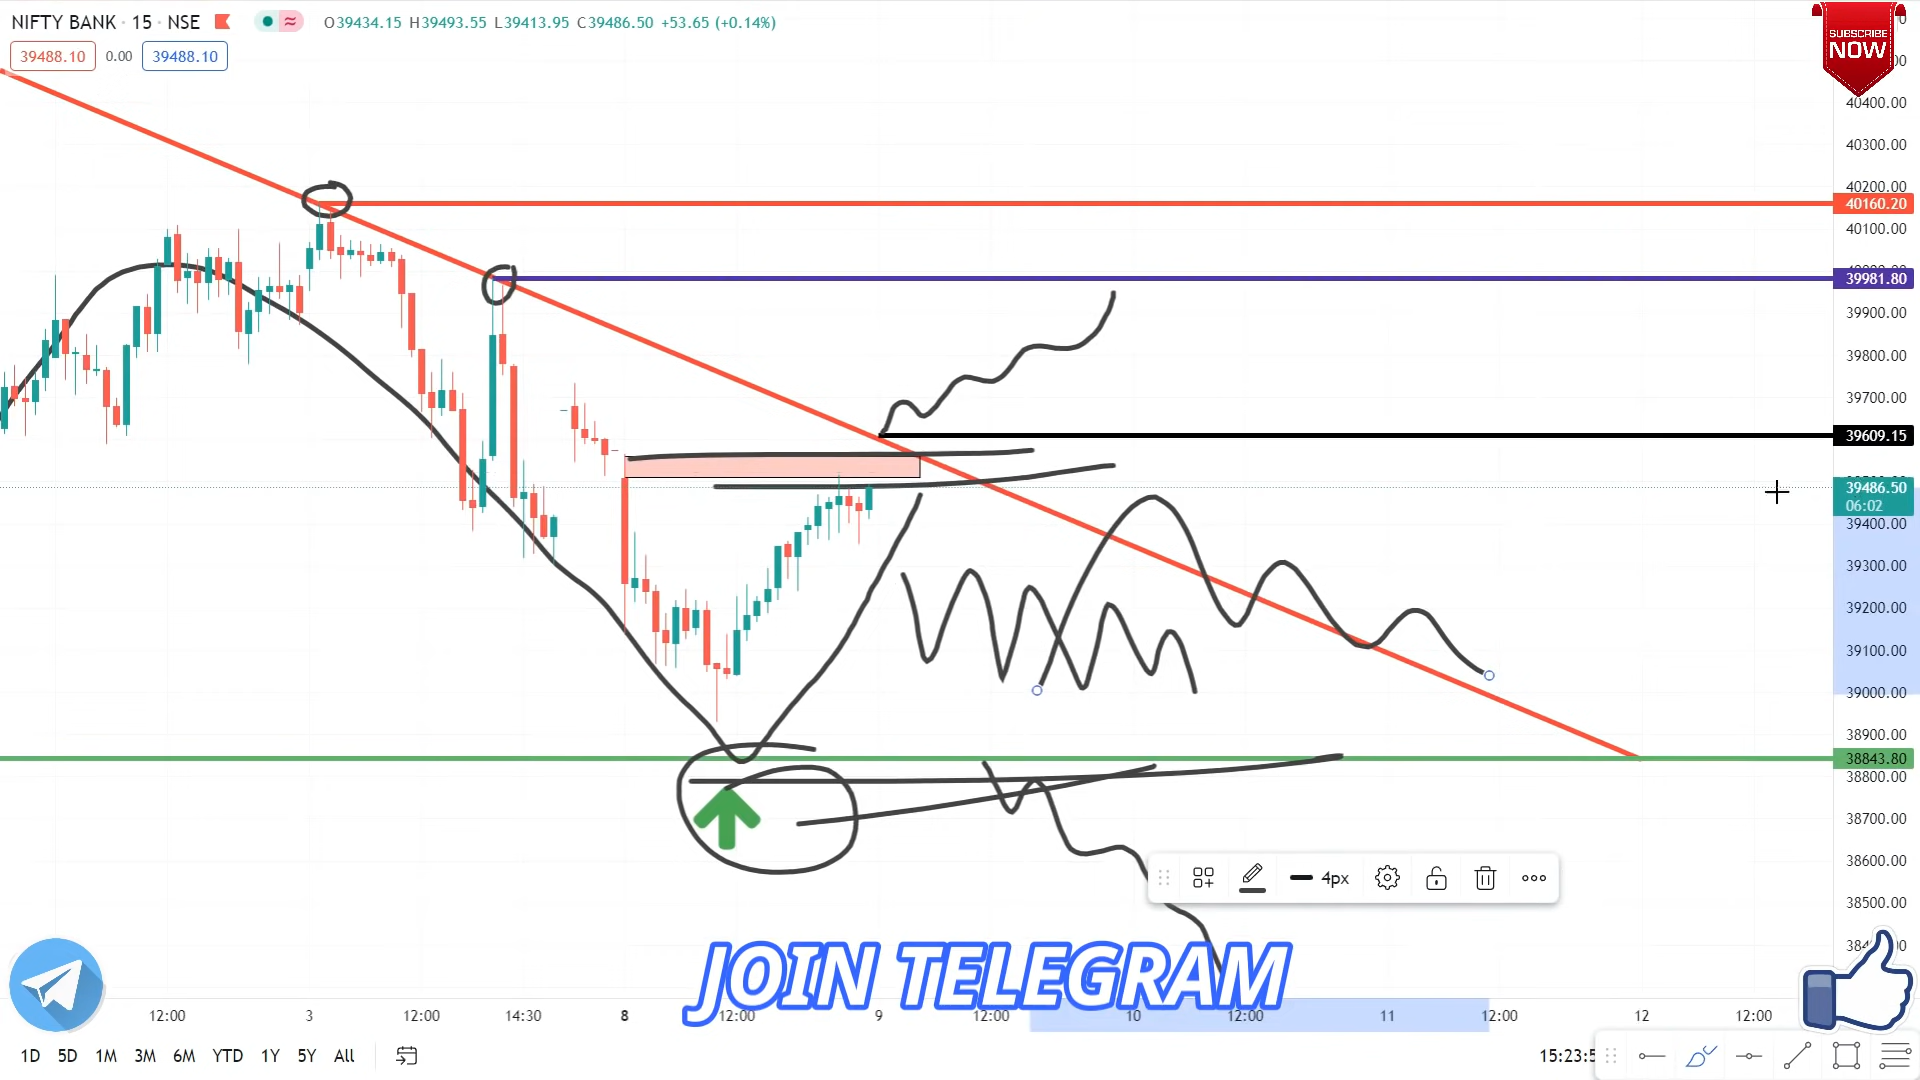 NIFTY BANK · 15 · NSE
O39434.15 H39493.55 L39413.95 C39486.50 +53.65 (+0.14%)
39488.10 0.00 39488.10
SUBSCRIBE
NOW
40400.00
40300.00
40200.00
40160.20
40100.00
39981.80
39900.00
39800.00
39700.00
39609.15
39486.50
06:02
39400.00
39300.00
39200.00
39100.00
39000.00
38900.00
38843.80
38800.00
38700.00
38600.00
38500.00
4px
JOIN TELEGRAM
12:00 3 12:00 14:30 8 12:00 9 12:00 10 12:00 11 12:00 12 12:00
1D 5D 1M 3M 6M YTD 1Y 5Y All
15:23:5